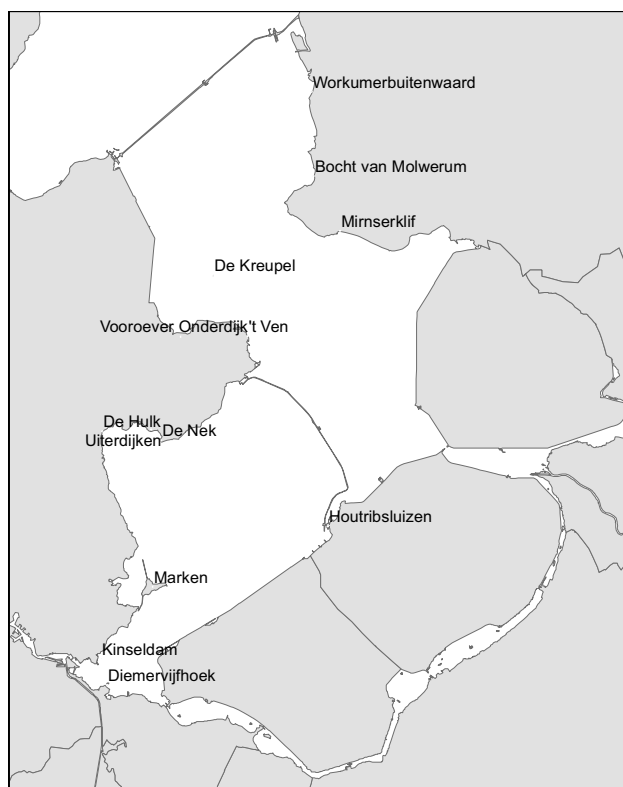 Workumerbuitenwaard
Bocht van Molwerum
Mirnserklif
De Kreupel
Vooroever Onderdijk't Ven
De Hulk
De Nek
Uiterdijken
Houtribsluizen
Marken
Kinseldam
Diemervijfhoek